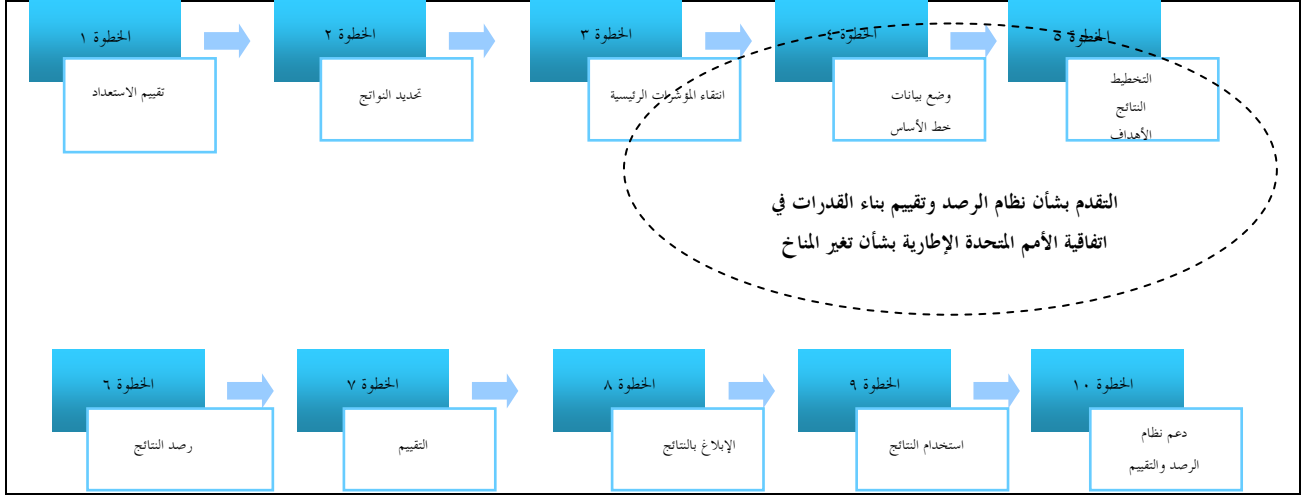 الخطوة ١
تقييم الاستعداد
الخطوة ٢
تحديد النواتج
الخطوة ٣
انتقاء المؤشرات الرئيسية
الخطوة ٤
وضع بيانات
خط الأساس
الخطوة ٥
التخطيط
النتائج
الأهداف
التقدم بشأن نظام الرصد وتقييم بناء القدرات في
اتفاقية الأمم المتحدة الإطارية بشأن تغير المناخ
الخطوة ٦
رصد النتائج
الخطوة ٧
التقييم
الخطوة ٨
الإبلاغ بالنتائج
الخطوة ٩
استخدام النتائج
الخطوة ١٠
دعم نظام
الرصد والتقييم